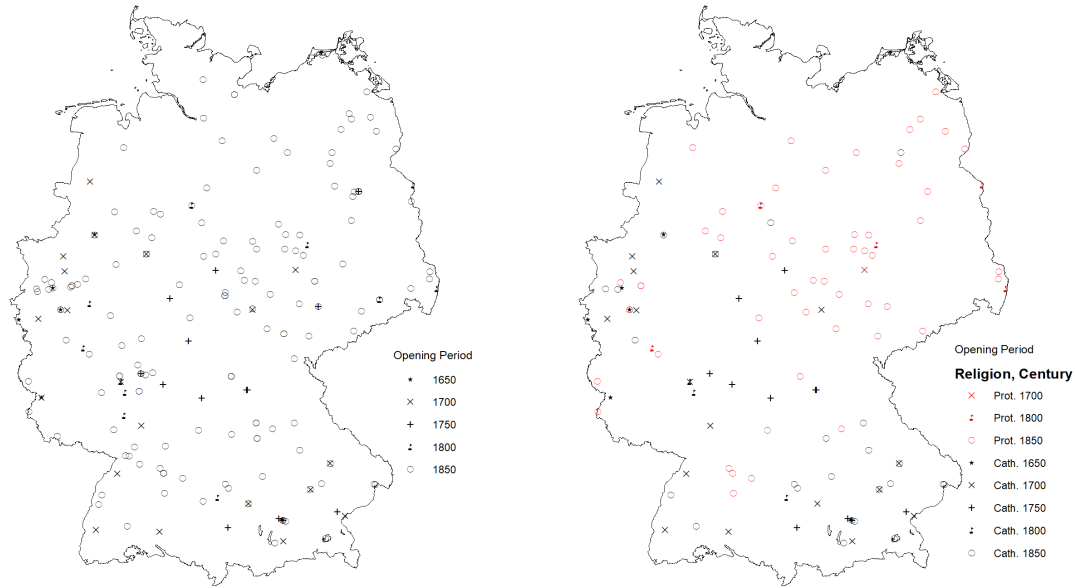 Opening Period
1650
1700
1750
1800
1850
Opening Period
Religion, Century
Prot. 1700
Prot. 1800
Prot. 1850
Cath. 1650
Cath. 1700
Cath. 1750
Cath. 1800
Cath. 1850